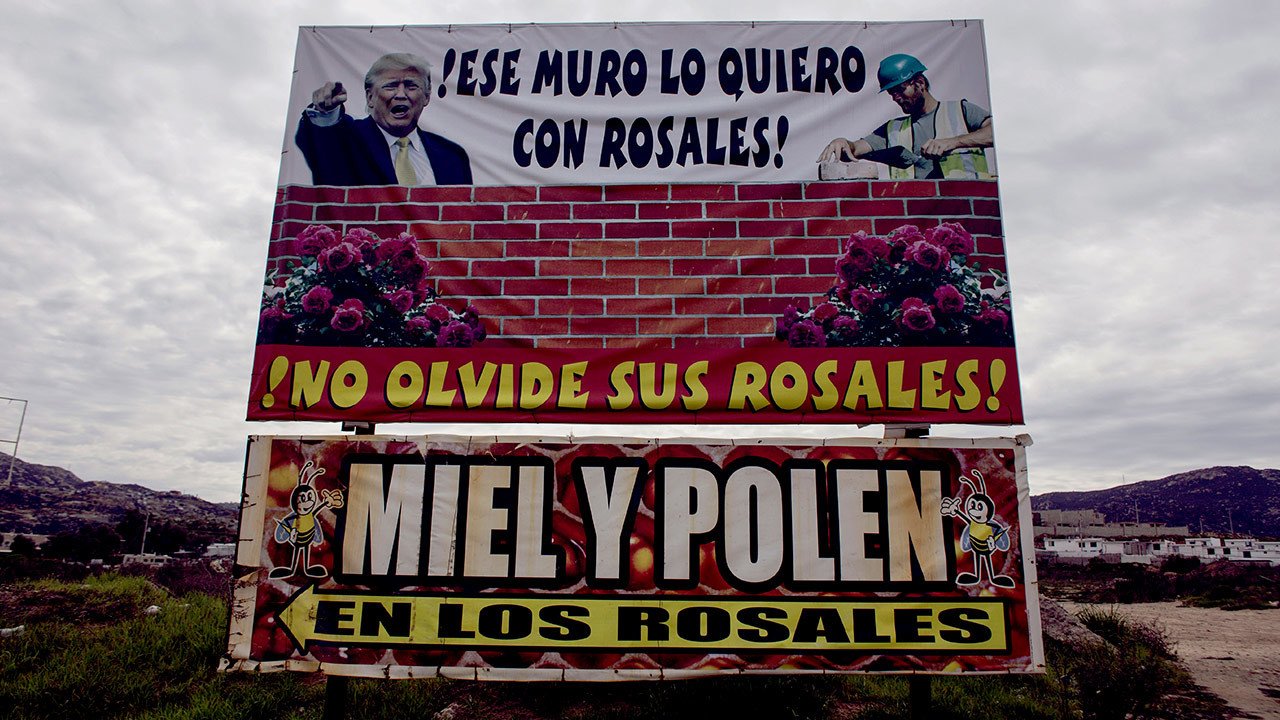 !ESE MURO LO QUIERO
CON ROSALES!
!NO OLVIDE SUS ROSALES!
MIEL Y POLEN
EN LOS ROSALES